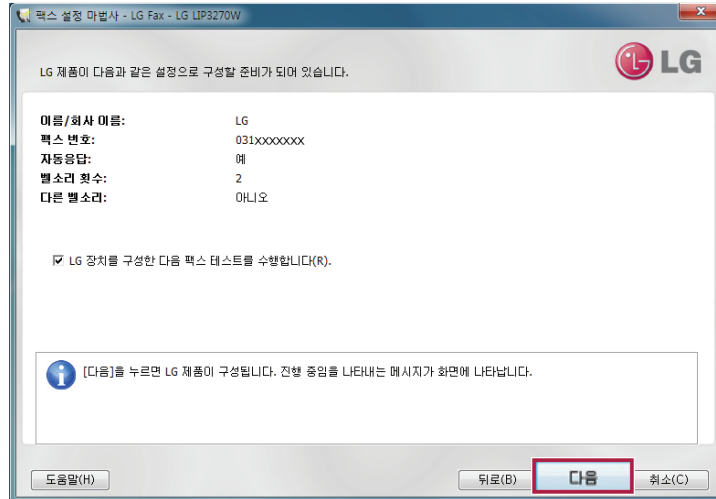 팩스 설정 마법사 - LG Fax - LG LIP3270W
LG
LG 제품이 다음과 같은 설정으로 구성할 준비가 되어 있습니다.
이름/회사 이름: LG
팩스 번호: 031xxxxxxx
자동응답: 예
벨소리 횟수: 2
다른 벨소리: 아니오
LG 장치를 구성한 다음 팩스 테스트를 수행합니다(R).
[다음]을 누르면 LG 제품이 구성됩니다. 진행 중임을 나타내는 메시지가 화면에 나타납니다.
도움말(H) 뒤로(B) 다음 취소(C)